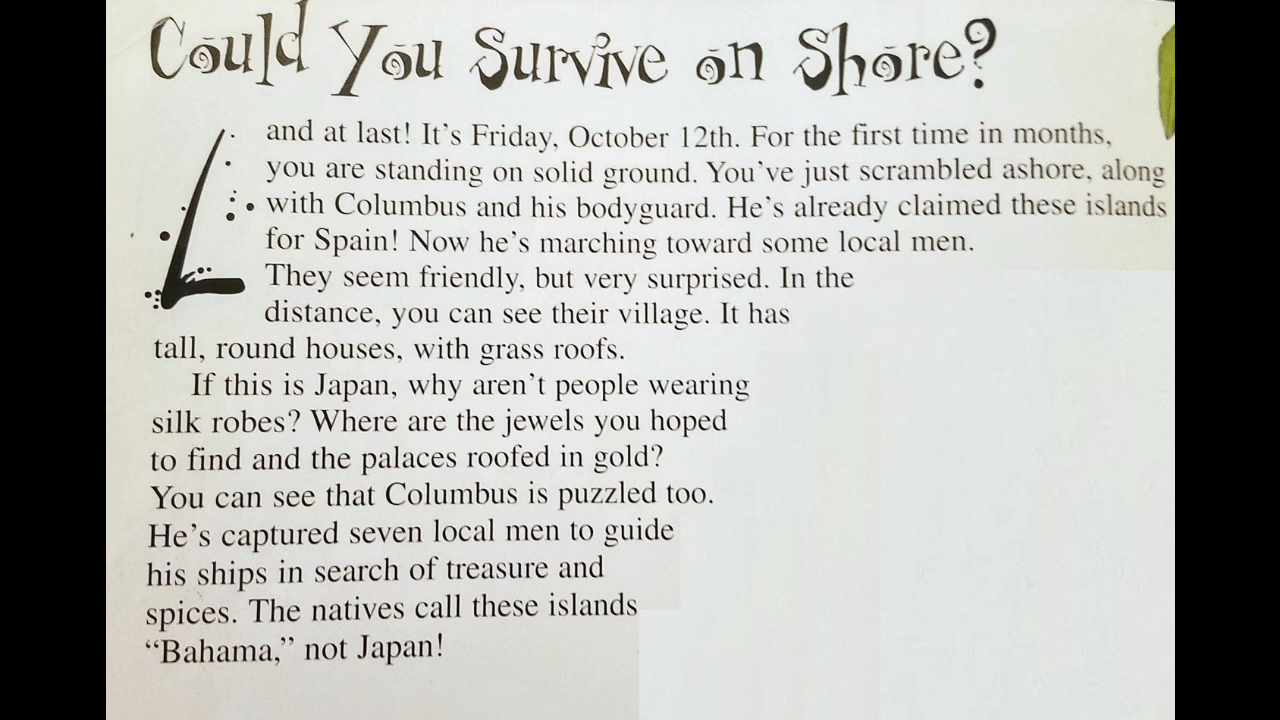 Could You Survive on Shore?
Land at last! It's Friday, October 12th. For the first time in months,
you are standing on solid ground. You've just scrambled ashore, along
with Columbus and his bodyguard. He's already claimed these islands
for Spain! Now he's marching toward some local men.
They seem friendly, but very surprised. In the
distance, you can see their village. It has
tall, round houses, with grass roofs.
If this is Japan, why aren't people wearing
silk robes? Where are the jewels you hoped
to find and the palaces roofed in gold?
You can see that Columbus is puzzled too.
He's captured seven local men to guide
his ships in search of treasure and
spices. The natives call these islands
“Bahama,” not Japan!